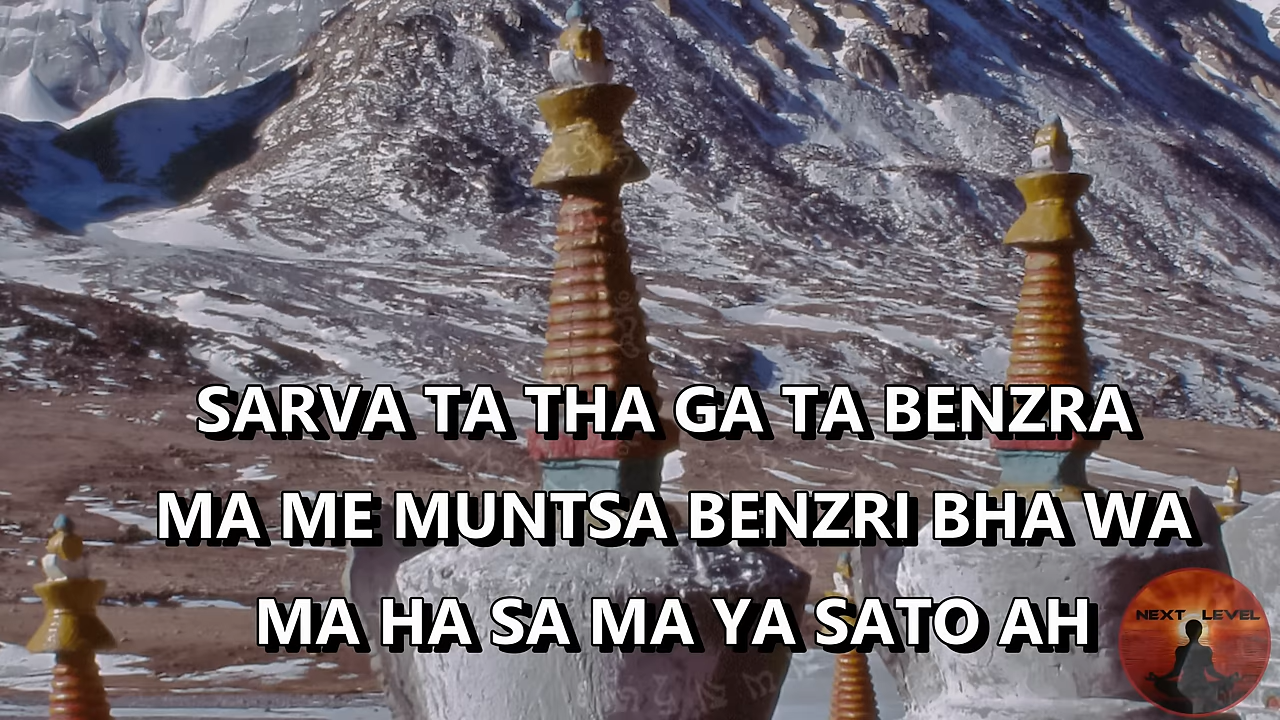 SARVA TA THA GA TA BENZRA
MA ME MUNTSA BENZRI BHA WA
MA HA SA MA YA SATO AH
NEXT LEVEL